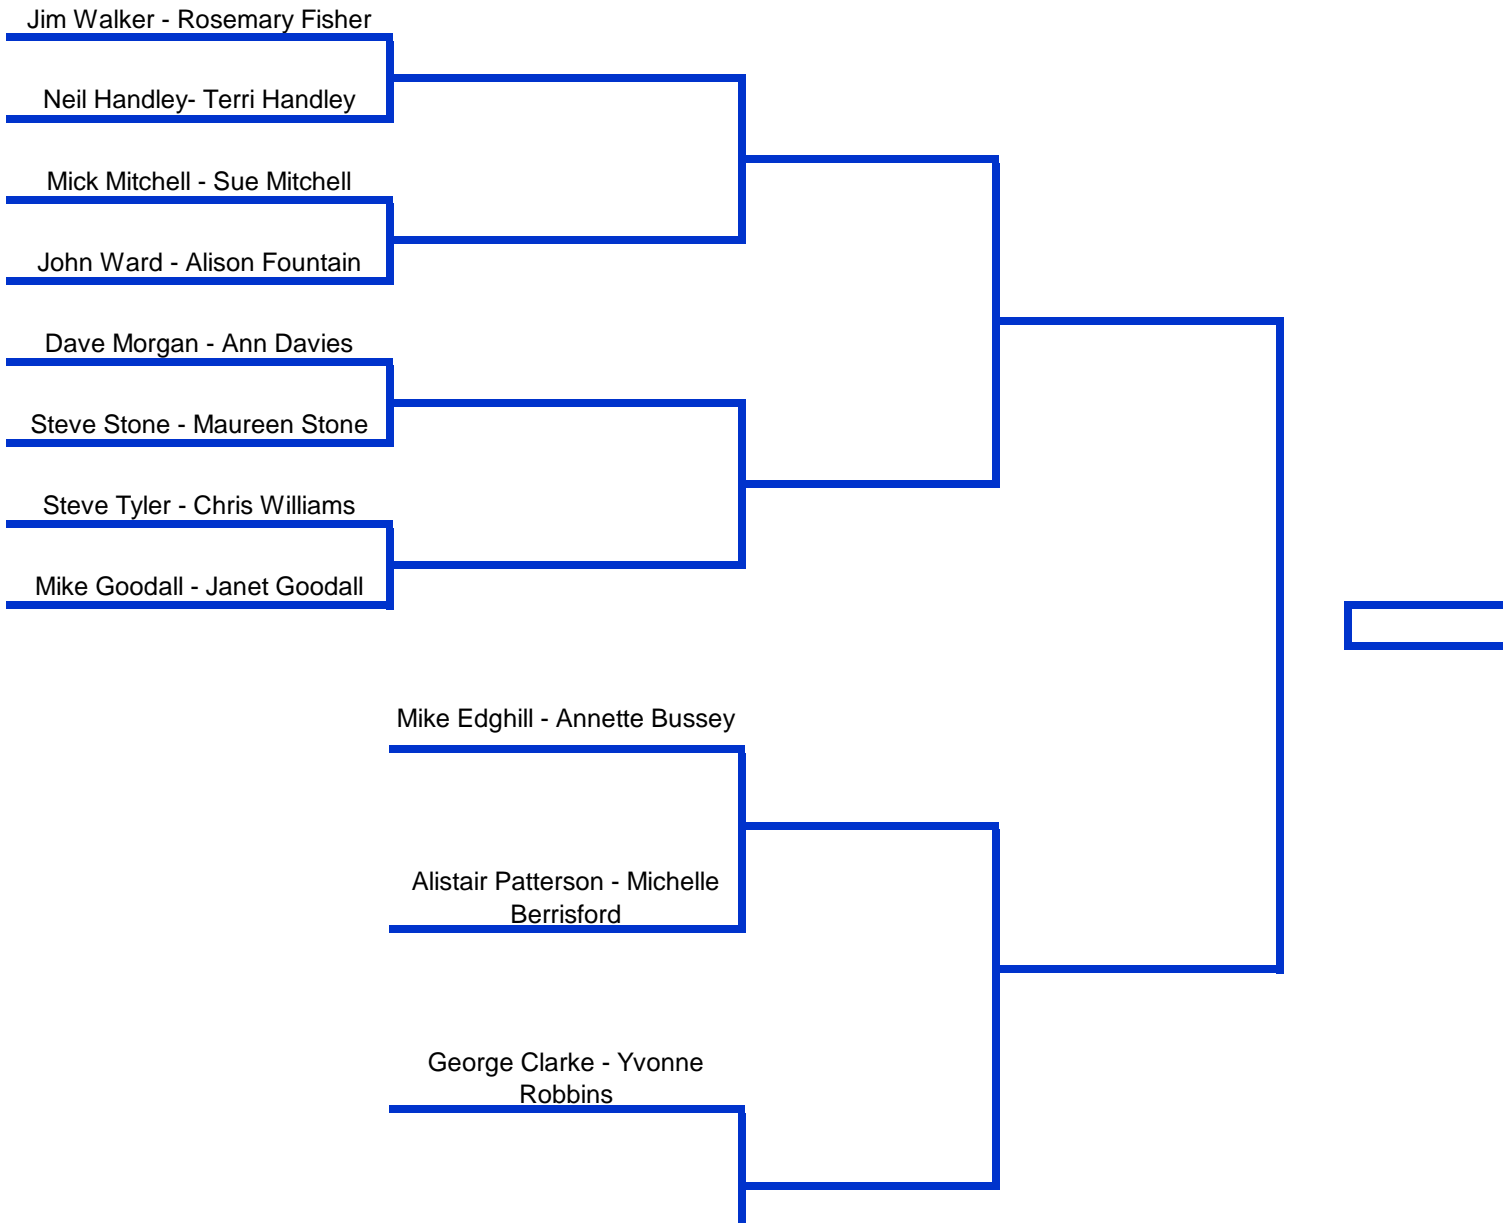 Jim Walker - Rosemary Fisher
Neil Handley- Terri Handley
Mick Mitchell - Sue Mitchell
John Ward - Alison Fountain
Dave Morgan - Ann Davies
Steve Stone - Maureen Stone
Steve Tyler - Chris Williams
Mike Goodall - Janet Goodall
Mike Edghill - Annette Bussey
Alistair Patterson - Michelle
Berrisford
George Clarke - Yvonne
Robbins